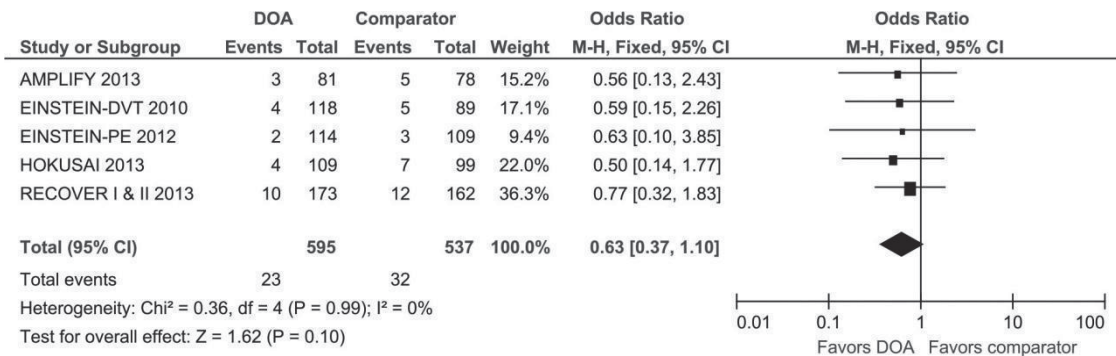 DOA Comparator Odds Ratio Odds Ratio
Study or Subgroup Events Total Events Total Weight M-H, Fixed, 95% CI M-H, Fixed, 95% CI
AMPLIFY 2013 3 81 5 78 15.2% 0.56 [0.13, 2.43]
EINSTEIN-DVT 2010 4 118 5 89 17.1% 0.59 [0.15, 2.26]
EINSTEIN-PE 2012 2 114 3 109 9.4% 0.63 [0.10, 3.85]
HOKUSAI 2013 4 109 7 99 22.0% 0.50 [0.14, 1.77]
RECOVER I & II 2013 10 173 12 162 36.3% 0.77 [0.32, 1.83]
Total (95% CI) 595 537 100.0% 0.63 [0.37, 1.10]
Total events 23 32
Heterogeneity: Chi² = 0.36, df = 4 (P = 0.99); I² = 0%
Test for overall effect: Z = 1.62 (P = 0.10)
0.01 0.1 1 10 100
Favors DOA Favors comparator